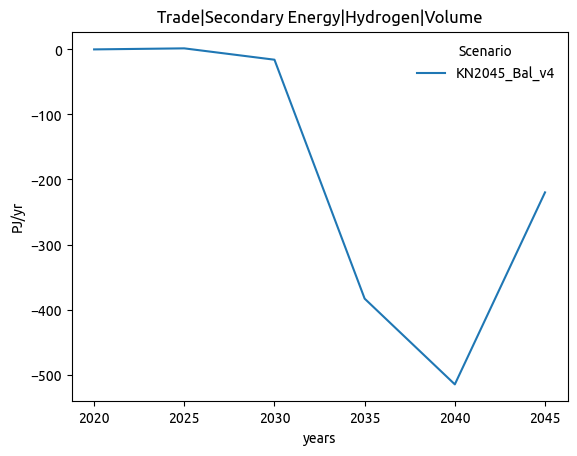 Trade|Secondary Energy|Hydrogen|Volume
Scenario
KN2045_Bal_v4
0
−100
−200
−300
−400
−500
PJ/yr
2020 2025 2030 2035 2040 2045
years